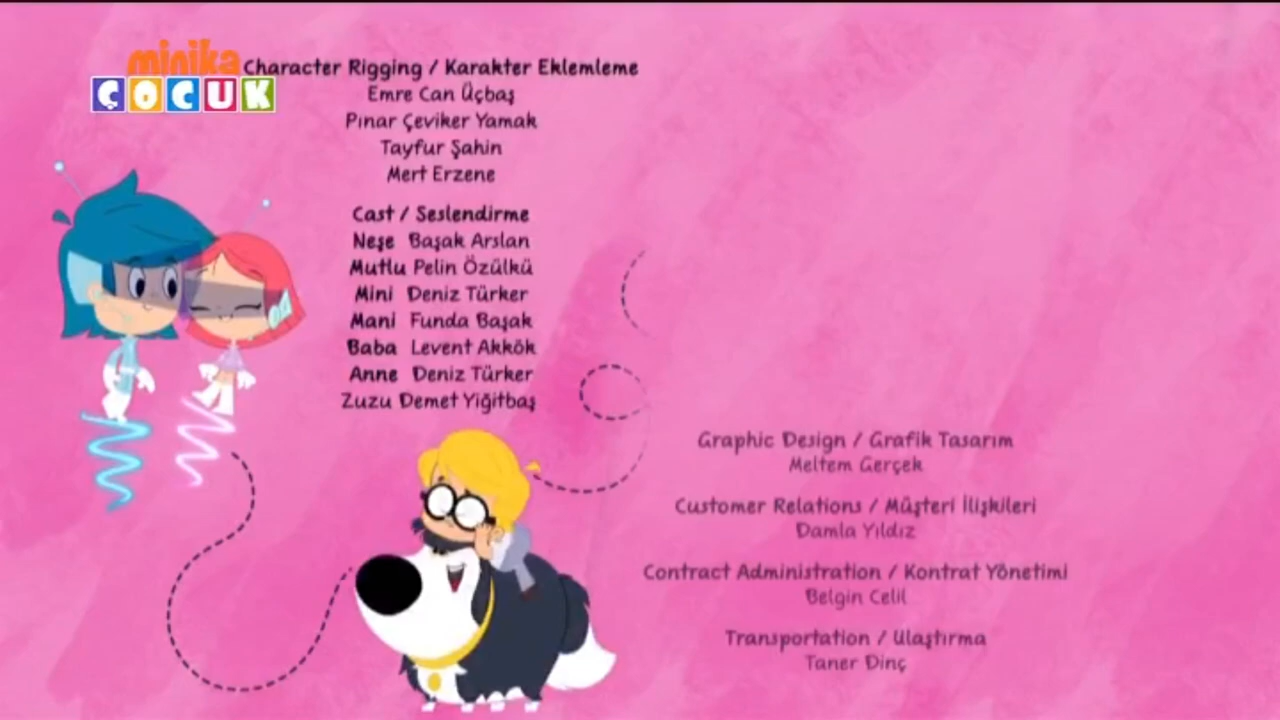 minika
ÇOCUK
Character Rigging / Karakter Eklemleme
Emre Can Üçbaş
Pınar Çeviker Yamak
Tayfur Şahin
Mert Erzene
Cast / Seslendirme
Neşe Başak Arslan
Mutlu Pelin Özülkü
Mini Deniz Türker
Mani Funda Başak
Baba Levent Akkök
Anne Deniz Türker
Zuzu Demet Yiğitbaş
Graphic Design / Grafik Tasarım
Meltem Gerçek
Customer Relations / Müşteri İlişkileri
Damla Yıldız
Contract Administration / Kontrat Yönetimi
Belgin Celil
Transportation / Ulaştırma
Taner Dinç